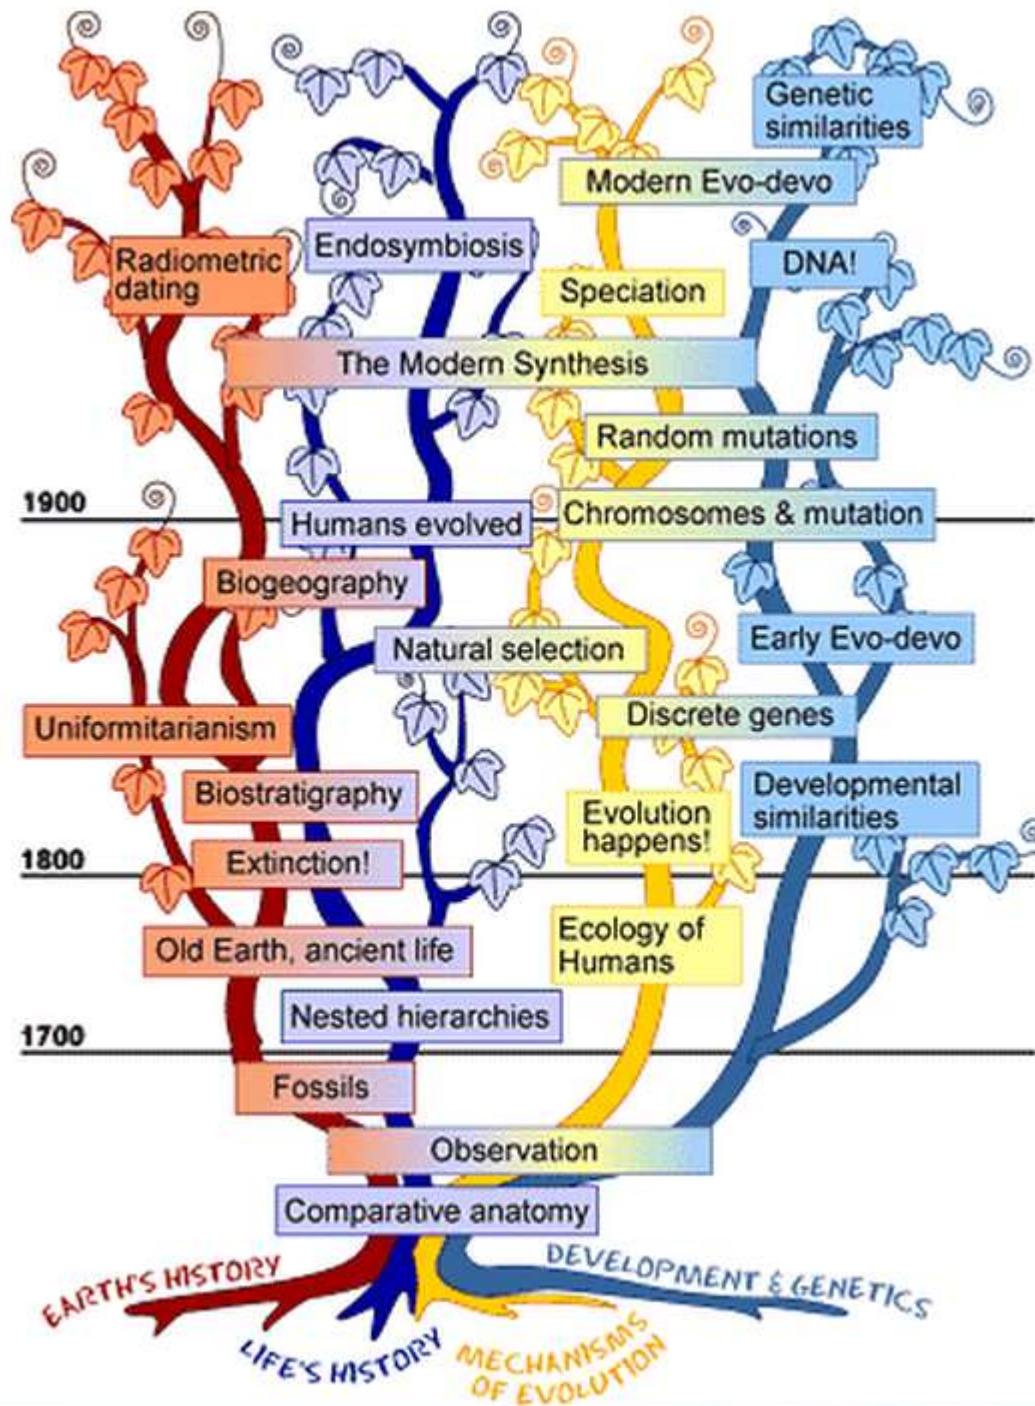 Genetic
similarities
Modern Evo-devo
Endosymbiosis
Radiometric
dating
DNA!
Speciation
The Modern Synthesis
Random mutations
1900
Humans evolved
Chromosomes & mutation
Biogeography
Natural selection
Early Evo-devo
Uniformitarianism
Discrete genes
Biostratigraphy
Developmental
similarities
Evolution
happens!
1800
Extinction!
Old Earth, ancient life
Ecology of
Humans
Nested hierarchies
1700
Fossils
Observation
Comparative anatomy
EARTH'S HISTORY
LIFE'S HISTORY
MECHANISMS
OF EVOLUTION
DEVELOPMENT & GENETICS